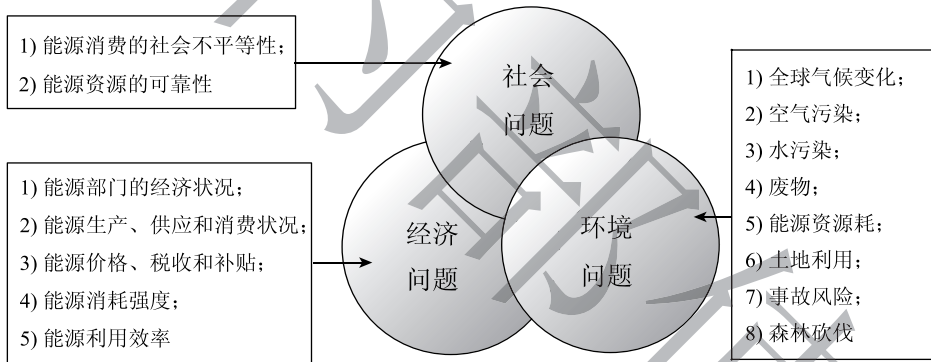 1) 能源消费的社会不平等性;
2) 能源资源的可靠性
社会
问题
1) 能源部门的经济状况;
2) 能源生产、供应和消费状况;
3) 能源价格、税收和补贴;
4) 能源消耗强度;
5) 能源利用效率
经济
问题
环境
问题
1) 全球气候变化;
2) 空气污染;
3) 水污染;
4) 废物;
5) 能源资源耗;
6) 土地利用;
7) 事故风险;
8) 森林砍伐